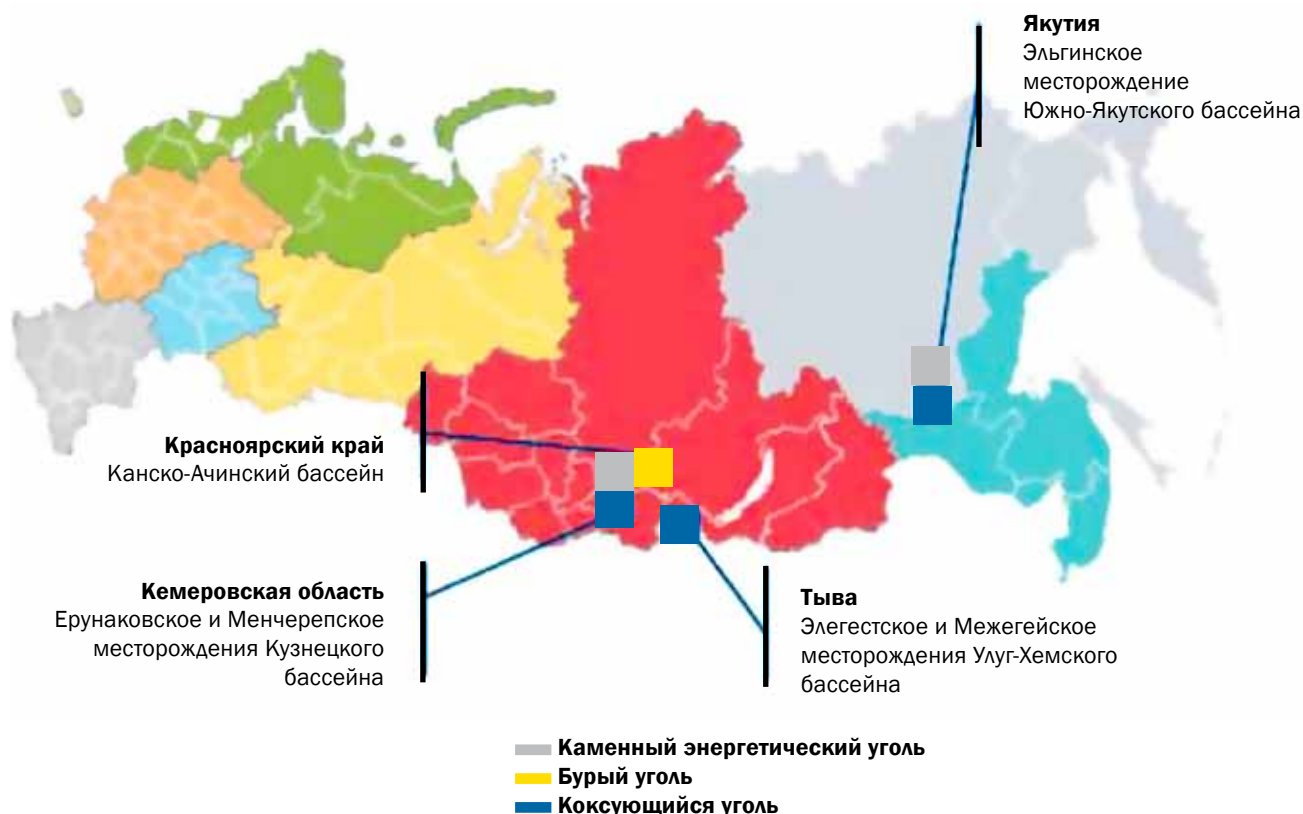 Якутия
Эльгинское
месторождение
Южно-Якутского бассейна
Красноярский край
Канско-Ачинский бассейн
Кемеровская область
Ерунаковское и Менчерепское
месторождения Кузнецкого
бассейна
Тыва
Элегестское и Межегейское
месторождения Улуг-Хемского
бассейна
Каменный энергетический уголь
Бурый уголь
Коксующийся уголь